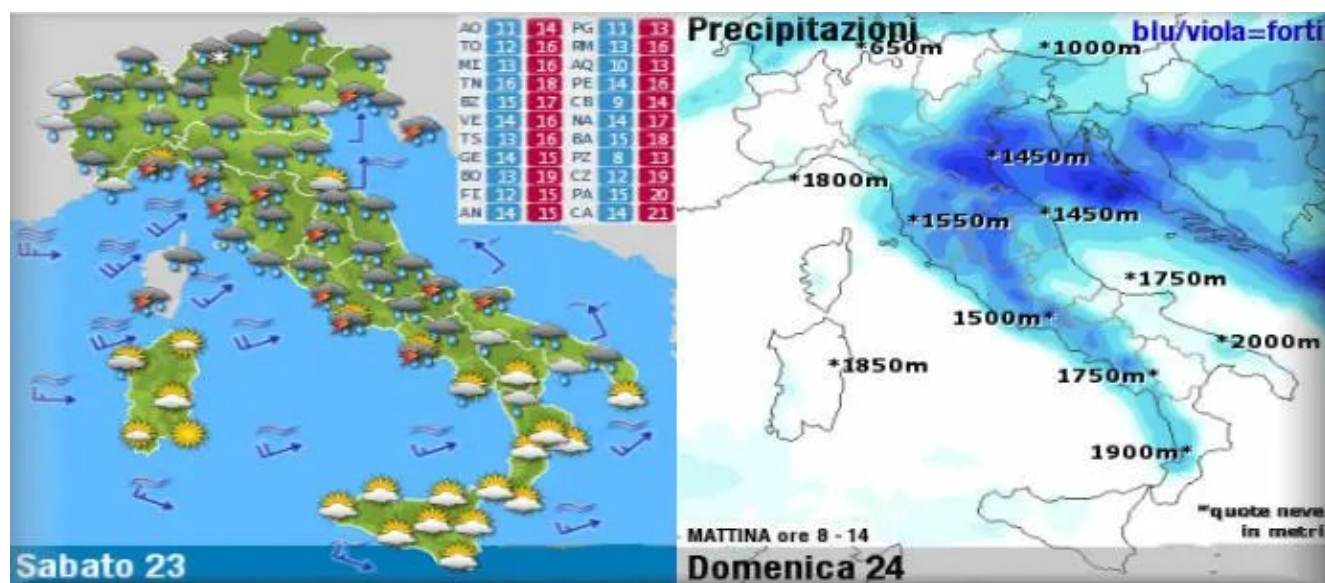 AO 11 14 PG 11 13
TO 12 16 RM 13 16
MI 13 16 AQ 10 13
TN 16 18 PE 14 16
BZ 15 17 CB 9 14
VE 14 16 NA 14 17
TS 13 16 BA 15 18
GE 14 15 PZ 8 13
BO 13 19 CZ 12 19
FI 12 15 PA 15 20
AN 14 15 CA 14 21
Sabato 23
Precipitazioni
blu/viola=forti
*650m
*1000m
*1450m
*1800m
*1550m
*1450m
*1750m
1500m*
*2000m
*1850m
1750m*
1900m*
*quote neve
in metri
MATTINA ore 8 - 14
Domenica 24